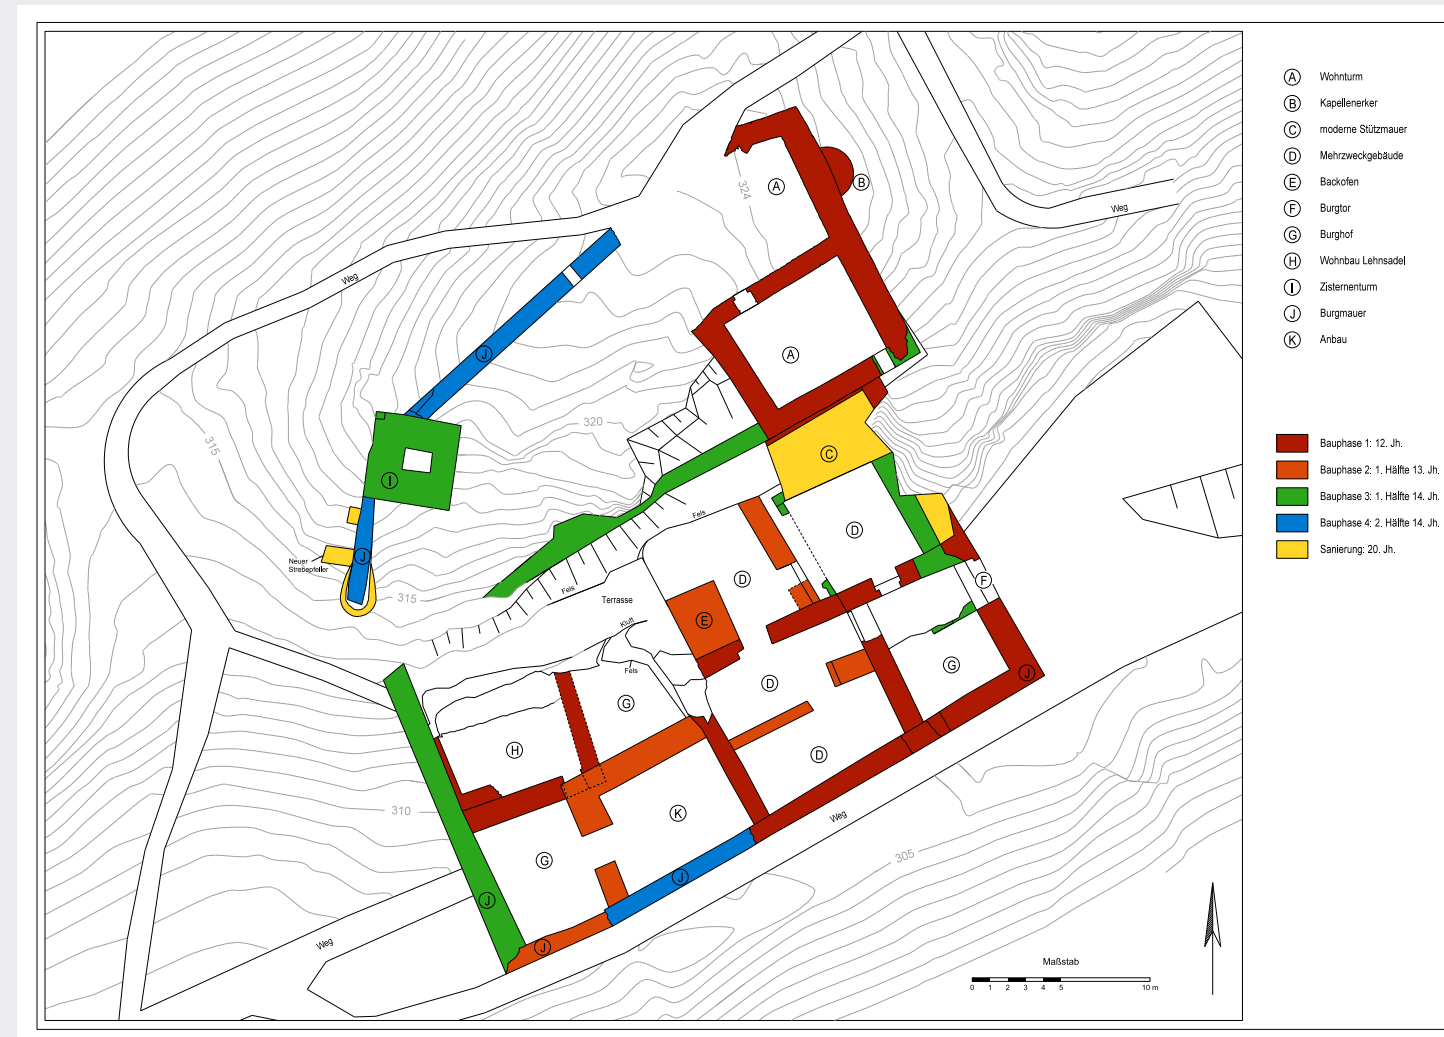 A Wohnturm
B Kapellenerker
C moderne Stützmauer
D Mehrzweckgebäude
E Backofen
F Burgtor
G Burghof
H Wohnbau Lehnsadel
I Zisternenturm
J Burgmauer
K Anbau
Bauphase 1: 12. Jh.
Bauphase 2: 1. Hälfte 13. Jh.
Bauphase 3: 1. Hälfte 14. Jh.
Bauphase 4: 2. Hälfte 14. Jh.
Sanierung: 20. Jh.
A
324
B
Weg
Weg
J
A
320
315
C
I
Fels
D
Neuer
Strebepfeiler
J
D
F
Fels
315
Terrasse
Kluft
E
Fels
G
J
D
G
H
D
310
K
Weg
305
G
J
J
Weg
J
Maßstab
0 1 2 3 4 5 10 m